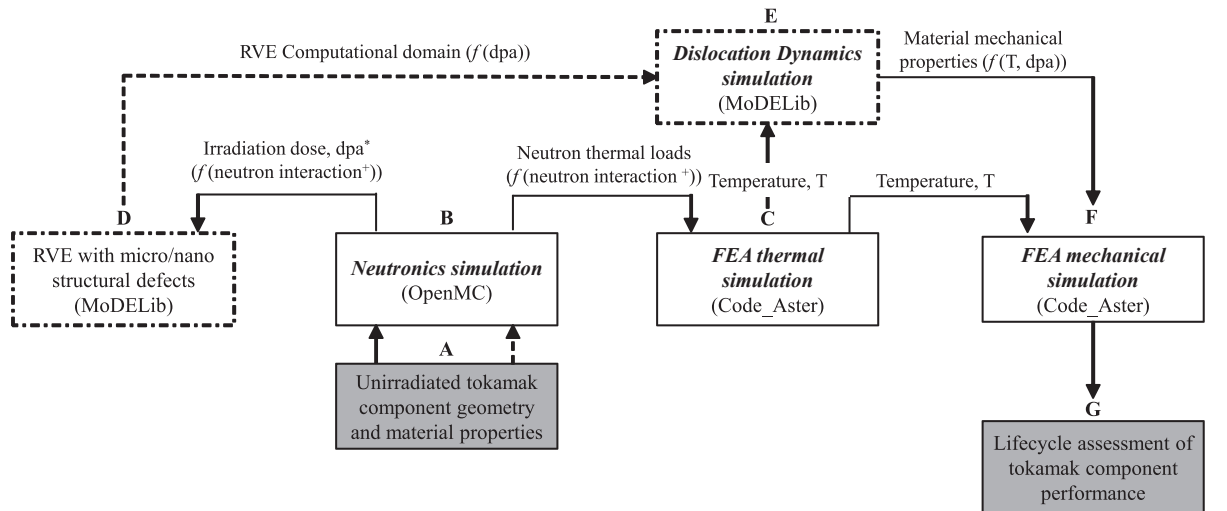 E
RVE Computational domain (f (dpa))
Dislocation Dynamics
simulation
(MoDELib)
Material mechanical
properties (f (T, dpa))
Irradiation dose, dpa*
(f (neutron interaction+))
Neutron thermal loads
(f (neutron interaction +))
Temperature, T
Temperature, T
D
B
C
F
RVE with micro/nano
structural defects
(MoDELib)
Neutronics simulation
(OpenMC)
FEA thermal
simulation
(Code_Aster)
FEA mechanical
simulation
(Code_Aster)
A
Unirradiated tokamak
component geometry
and material properties
G
Lifecycle assessment of
tokamak component
performance